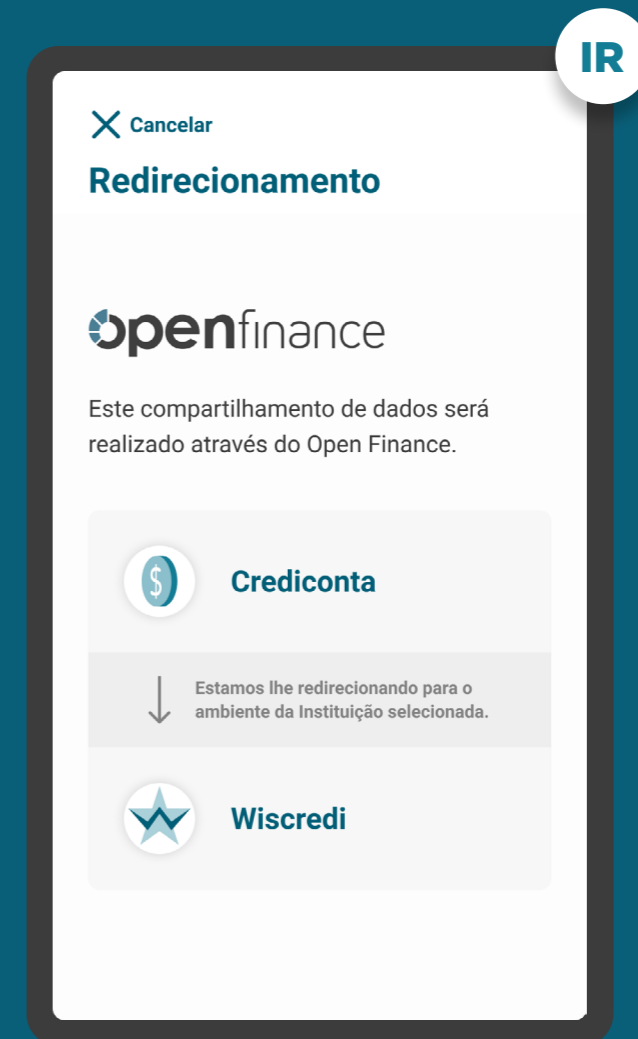 IR
Cancelar
Redirecionamento
openfinance
Este compartilhamento de dados será
realizado através do Open Finance.
$
Crediconta
Estamos lhe redirecionando para o
ambiente da Instituição selecionada.
Wiscredi